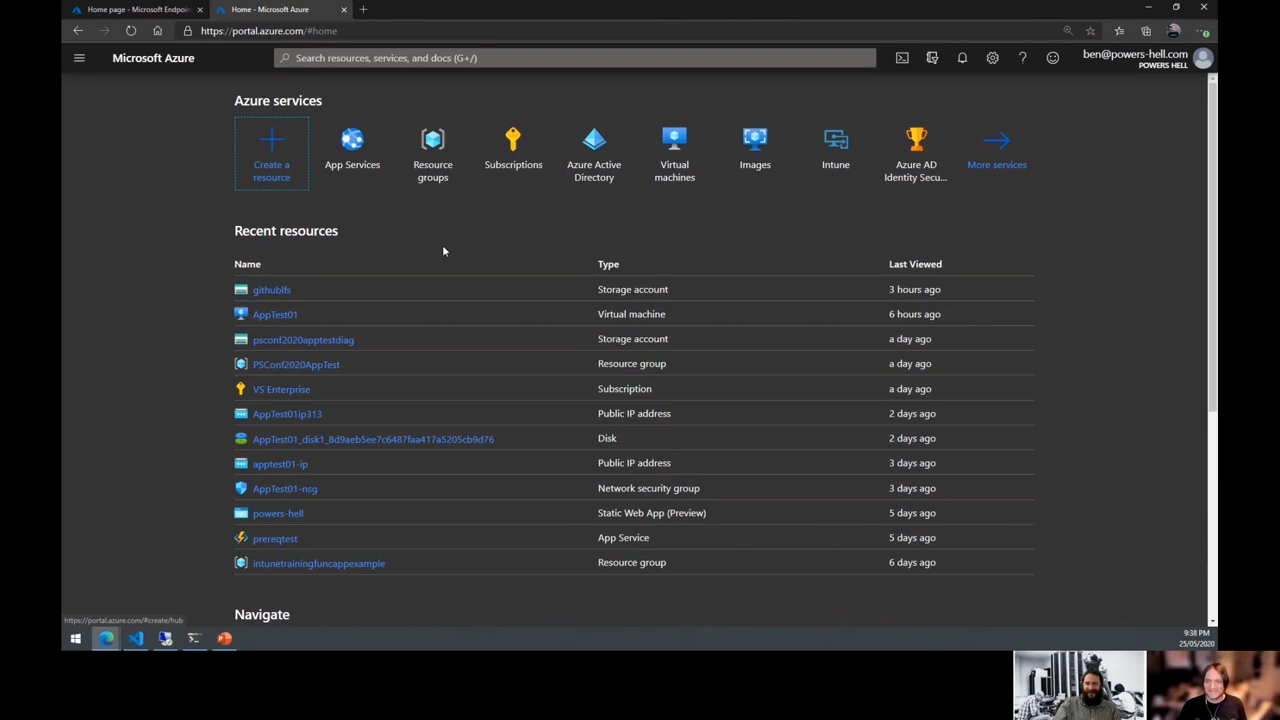 Home page - Microsoft Endpoin
Home - Microsoft Azure
https://portal.azure.com/#home
Microsoft Azure
Search resources, services, and docs (G+/)
ben@powers-hell.com
POWERS HELL
Azure services
Create a resource
App Services
Resource groups
Subscriptions
Azure Active Directory
Virtual machines
Images
Intune
Azure AD Identity Secu...
More services
Recent resources
Name Type Last Viewed
githublfs Storage account 3 hours ago
AppTest01 Virtual machine 6 hours ago
psconf2020apptestdiag Storage account a day ago
PSConf2020AppTest Resource group a day ago
VS Enterprise Subscription a day ago
AppTest01ip313 Public IP address 2 days ago
AppTest01_disk1_8d9aeb5ee7c6487faa417a5205cb9d76 Disk 2 days ago
apptest01-ip Public IP address 3 days ago
AppTest01-nsg Network security group 3 days ago
powers-hell Static Web App (Preview) 5 days ago
prereqtest App Service 5 days ago
intunetrainingfuncappexample Resource group 6 days ago
Navigate
https://portal.azure.com/#create/hub
9:38 PM
25/05/2020